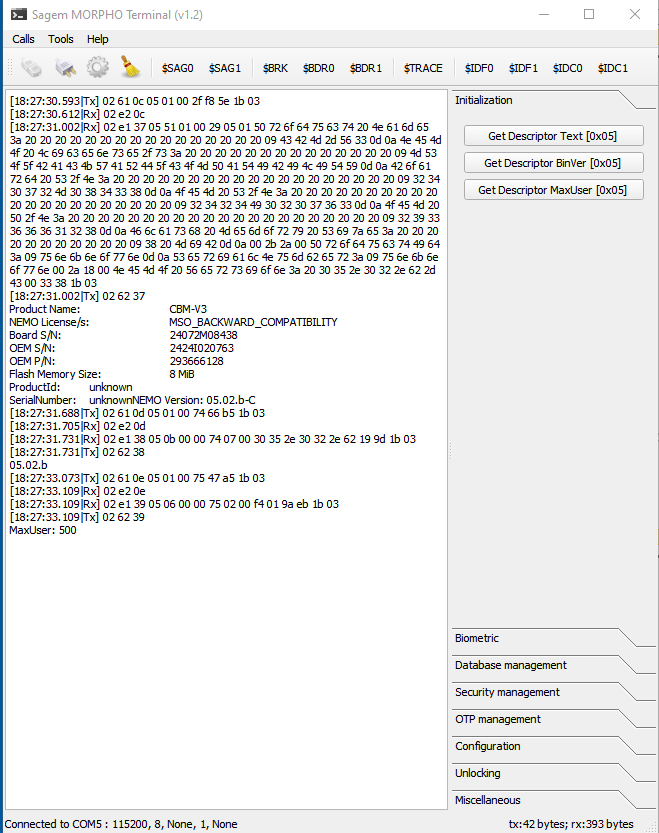 Sagem MORPHO Terminal (v1.2)
Calls Tools Help
$SAG0 $SAG1 $BRK $BDR0 $BDR1 $TRACE $IDF0 $IDF1 $IDC0 $IDC1
[18:27:30.593|Tx] 02 61 0c 05 01 00 2f f8 5e 1b 03
[18:27:30.612|Rx] 02 e2 0c
[18:27:31.002|Rx] 02 e1 37 05 51 01 00 29 05 01 50 72 6f 64 75 63 74 20 4e 61 6d 65
3a 20 20 20 20 20 20 20 20 20 20 20 20 20 20 20 20 20 09 43 42 4d 2d 56 33 0d 0a 4e 45 4d
4f 20 4c 69 63 65 6e 73 65 2f 73 3a 20 20 20 20 20 20 20 20 20 20 20 20 20 20 09 4d 53
4f 5f 42 41 43 4b 57 41 52 44 5f 43 4f 4d 50 41 54 49 42 49 4c 49 54 59 0d 0a 42 6f 61
72 64 20 53 2f 4e 3a 20 20 20 20 20 20 20 20 20 20 20 20 20 20 20 20 20 20 20 09 32 34
30 37 32 4d 30 38 34 33 38 0d 0a 4f 45 4d 20 53 2f 4e 3a 20 20 20 20 20 20 20 20 20 20
20 20 20 20 20 20 20 20 20 20 20 09 32 34 32 34 49 30 32 30 37 36 33 0d 0a 4f 45 4d 20
50 2f 4e 3a 20 20 20 20 20 20 20 20 20 20 20 20 20 20 20 20 20 20 20 20 20 09 32 39 33
36 36 36 31 32 38 0d 0a 46 6c 61 73 68 20 4d 65 6d 6f 72 79 20 53 69 7a 65 3a 20 20 20
20 20 20 20 20 20 20 20 20 09 38 20 4d 69 42 0d 0a 00 2b 2a 00 50 72 6f 64 75 63 74 49 64
3a 09 75 6e 6b 6e 6f 77 6e 0d 0a 53 65 72 69 61 6c 4e 75 6d 62 65 72 3a 09 75 6e 6b 6e
6f 77 6e 00 2a 18 00 4e 45 4d 4f 20 56 65 72 73 69 6f 6e 3a 20 30 35 2e 30 32 2e 62 2d
43 00 33 38 1b 03
[18:27:31.002|Tx] 02 62 37
Product Name: CBM-V3
NEMO License/s: MSO_BACKWARD_COMPATIBILITY
Board S/N: 24072M08438
OEM S/N: 2424I020763
OEM P/N: 293666128
Flash Memory Size: 8 MiB
ProductId: unknown
SerialNumber: unknownNEMO Version: 05.02.b-C
[18:27:31.688|Tx] 02 61 0d 05 01 00 74 66 b5 1b 03
[18:27:31.705|Rx] 02 e2 0d
[18:27:31.731|Rx] 02 e1 38 05 0b 00 00 74 07 00 30 35 2e 30 32 2e 62 19 9d 1b 03
[18:27:31.731|Tx] 02 62 38
05.02.b
[18:27:33.073|Tx] 02 61 0e 05 01 00 75 47 a5 1b 03
[18:27:33.109|Rx] 02 e2 0e
[18:27:33.109|Rx] 02 e1 39 05 06 00 00 75 02 00 f4 01 9a eb 1b 03
[18:27:33.109|Tx] 02 62 39
MaxUser: 500
Initialization
Get Descriptor Text [0x05]
Get Descriptor BinVer [0x05]
Get Descriptor MaxUser [0x05]
Biometric
Database management
Security management
OTP management
Configuration
Unlocking
Miscellaneous
Connected to COM5 : 115200, 8, None, 1, None
tx:42 bytes; rx:393 bytes